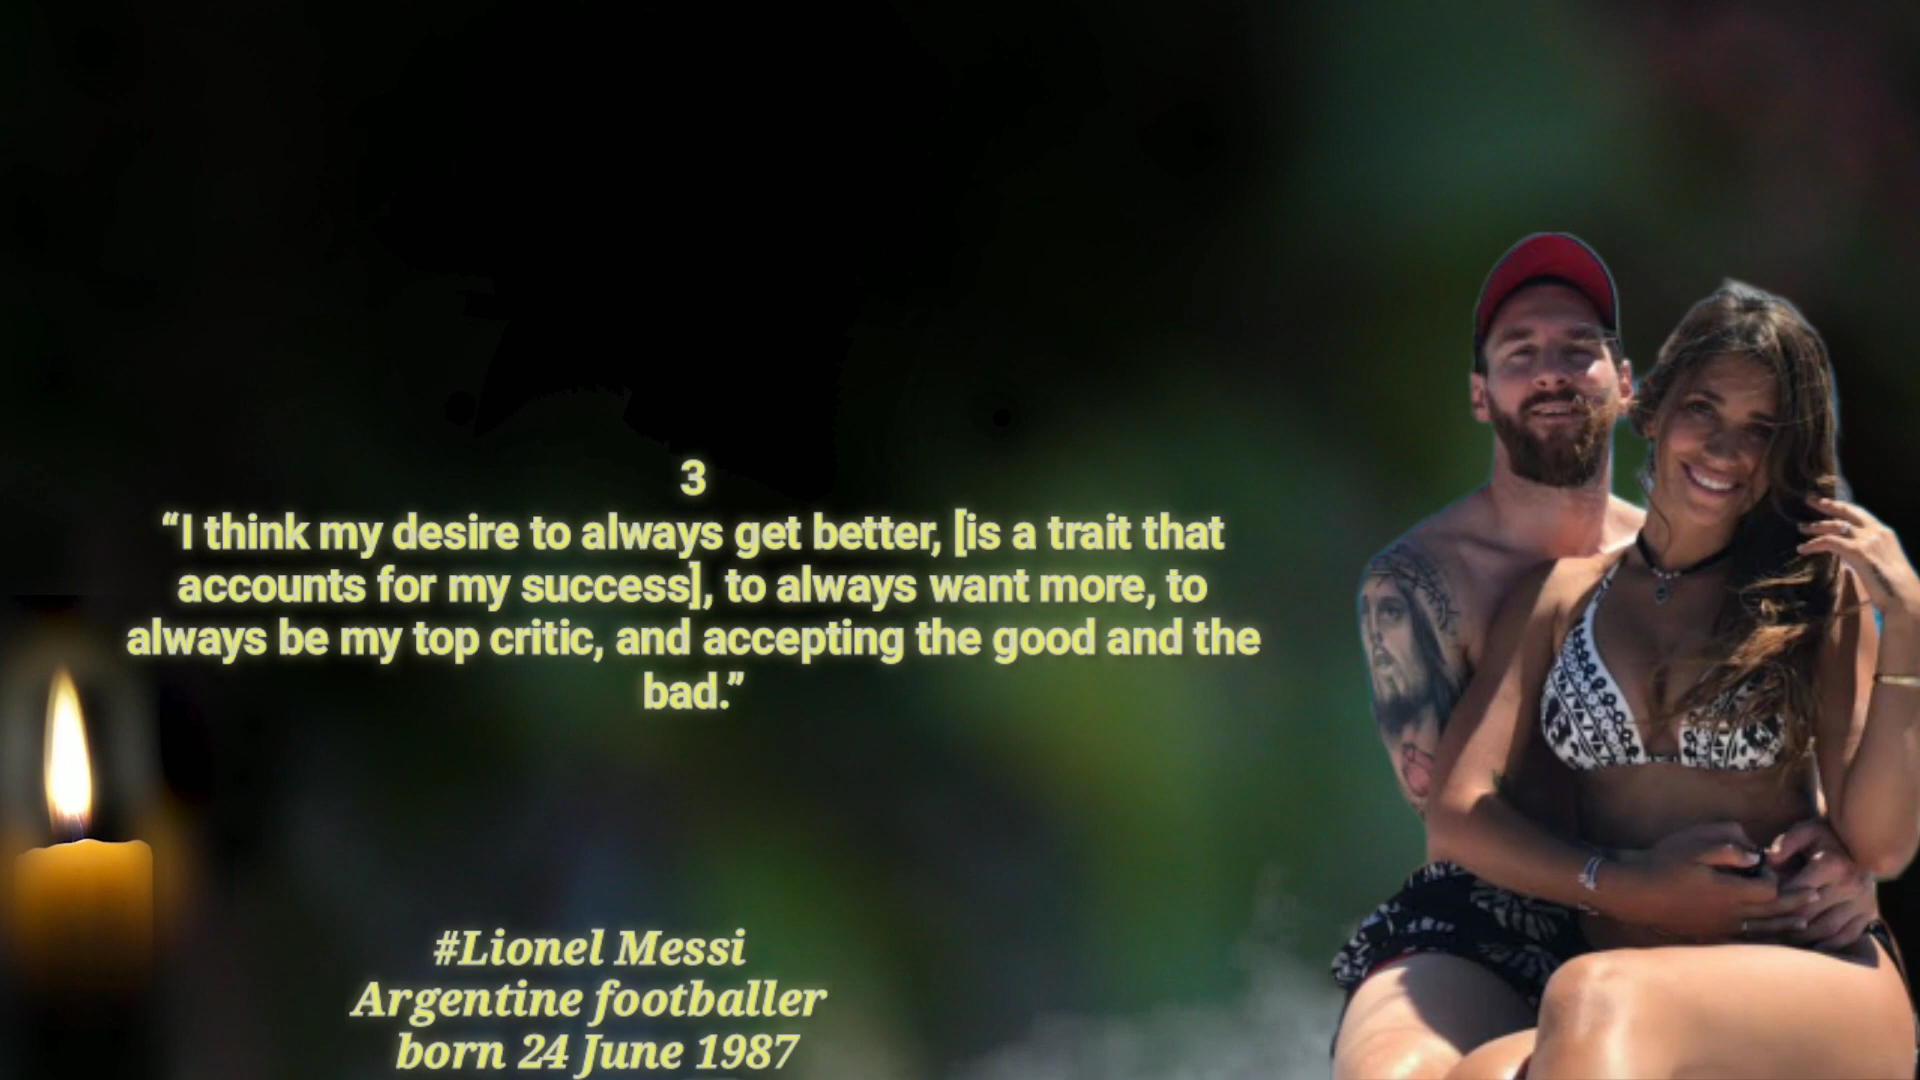 3
“I think my desire to always get better, [is a trait that
accounts for my success], to always want more, to
always be my top critic, and accepting the good and the
bad.”
#Lionel Messi
Argentine footballer
born 24 June 1987